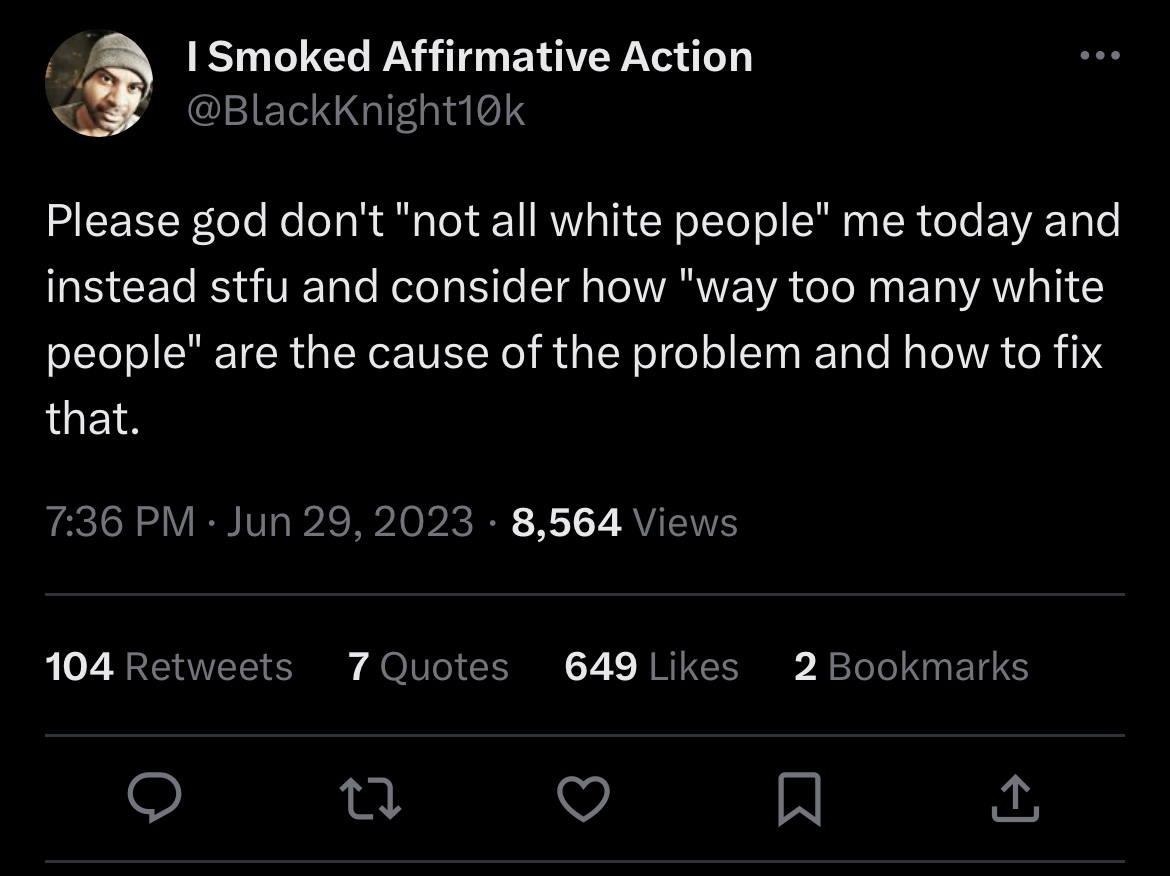 I Smoked Affirmative Action
@BlackKnight10k
Please god don't "not all white people" me today and
instead stfu and consider how "way too many white
people" are the cause of the problem and how to fix
that.
7:36 PM · Jun 29, 2023 · 8,564 Views
104 Retweets 7 Quotes 649 Likes 2 Bookmarks